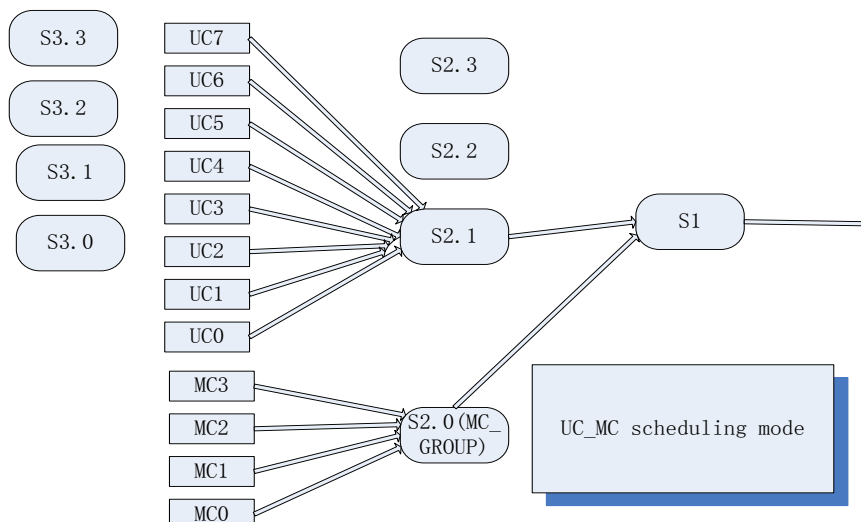 S3.3
S3.2
S3.1
S3.0
UC7
UC6
UC5
UC4
UC3
UC2
UC1
UC0
MC3
MC2
MC1
MC0
S2.3
S2.2
S2.1
S2.0(MC_
GROUP)
S1
UC_MC scheduling mode